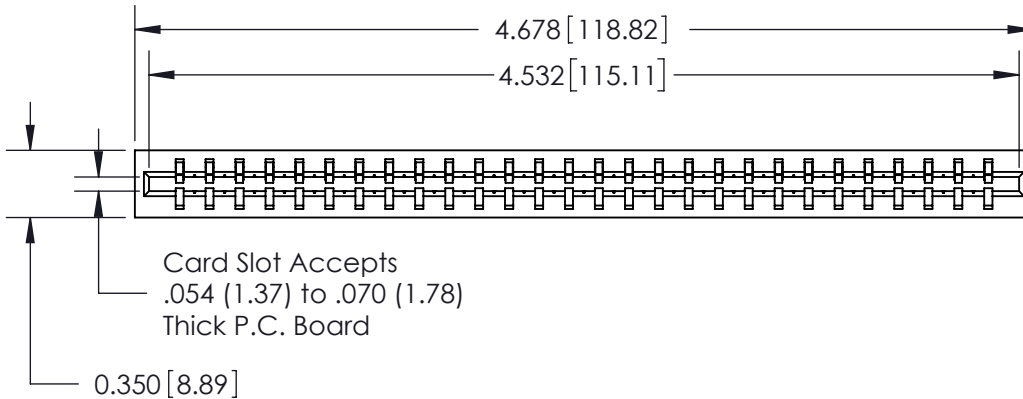 4.678 [118.82]
4.532 [115.11]
Card Slot Accepts
.054 (1.37) to .070 (1.78)
Thick P.C. Board
0.350 [8.89]